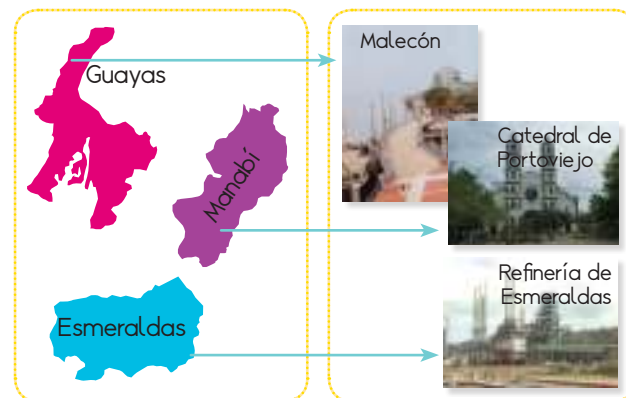 Guayas
Manabí
Esmeraldas
Malecón
Catedral de
Portoviejo
Refinería de
Esmeraldas